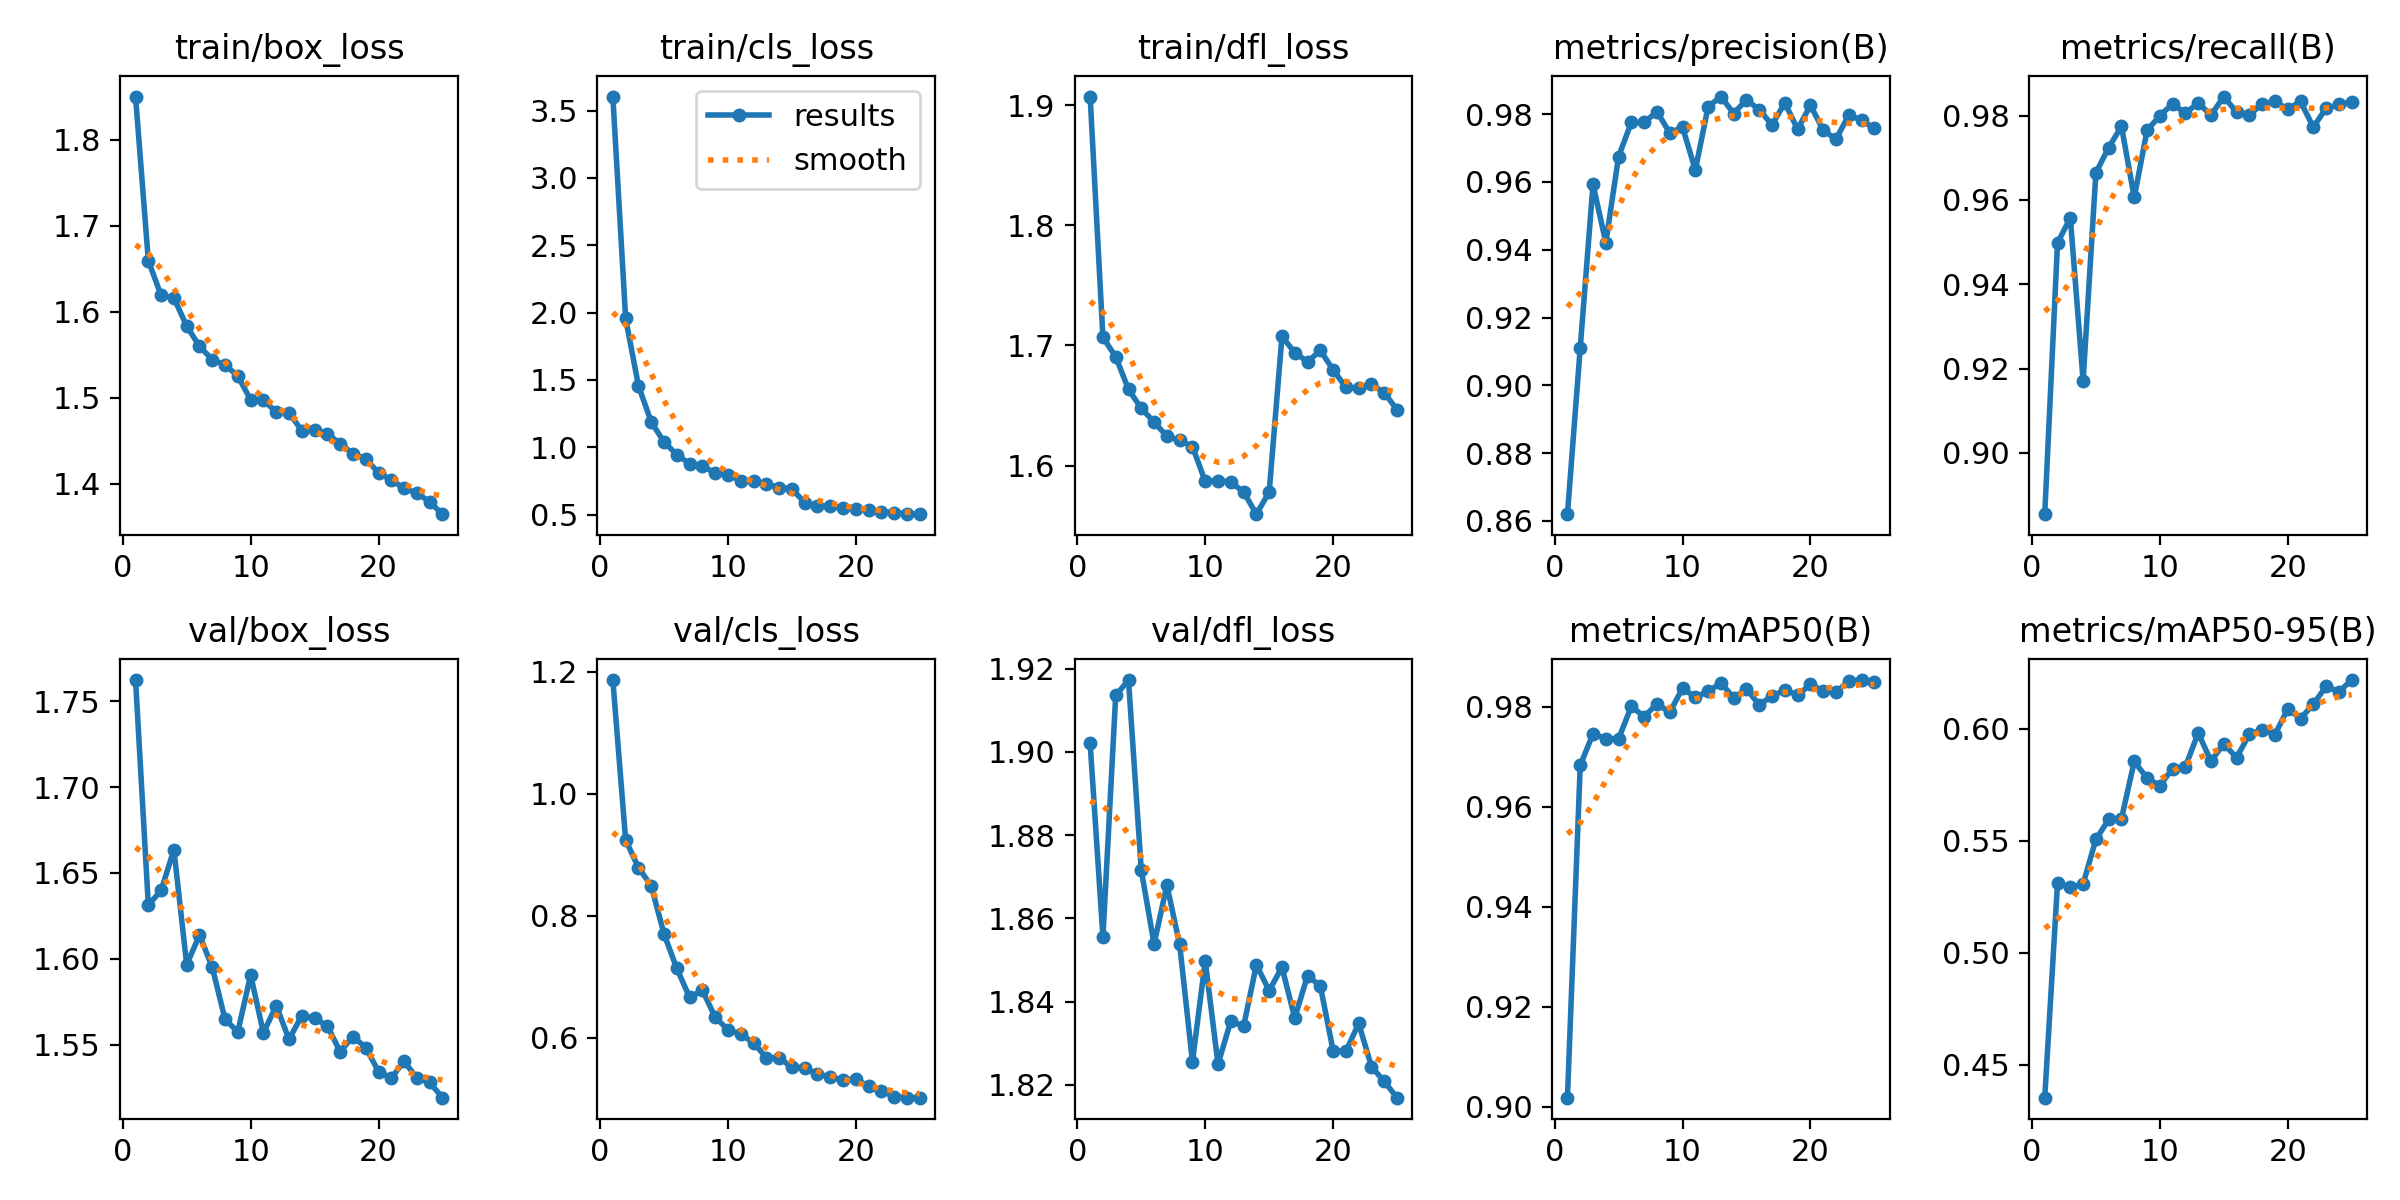 train/box_loss
1.8
1.7
1.6
1.5
1.4
0 10 20
train/cls_loss
3.5
3.0
2.5
2.0
1.5
1.0
0.5
0 10 20
results
smooth
train/dfl_loss
1.9
1.8
1.7
1.6
0 10 20
metrics/precision(B)
0.98
0.96
0.94
0.92
0.90
0.88
0.86
0 10 20
metrics/recall(B)
0.98
0.96
0.94
0.92
0.90
0 10 20
val/box_loss
1.75
1.70
1.65
1.60
1.55
0 10 20
val/cls_loss
1.2
1.0
0.8
0.6
0 10 20
val/dfl_loss
1.92
1.90
1.88
1.86
1.84
1.82
0 10 20
metrics/mAP50(B)
0.98
0.96
0.94
0.92
0.90
0 10 20
metrics/mAP50-95(B)
0.60
0.55
0.50
0.45
0 10 20